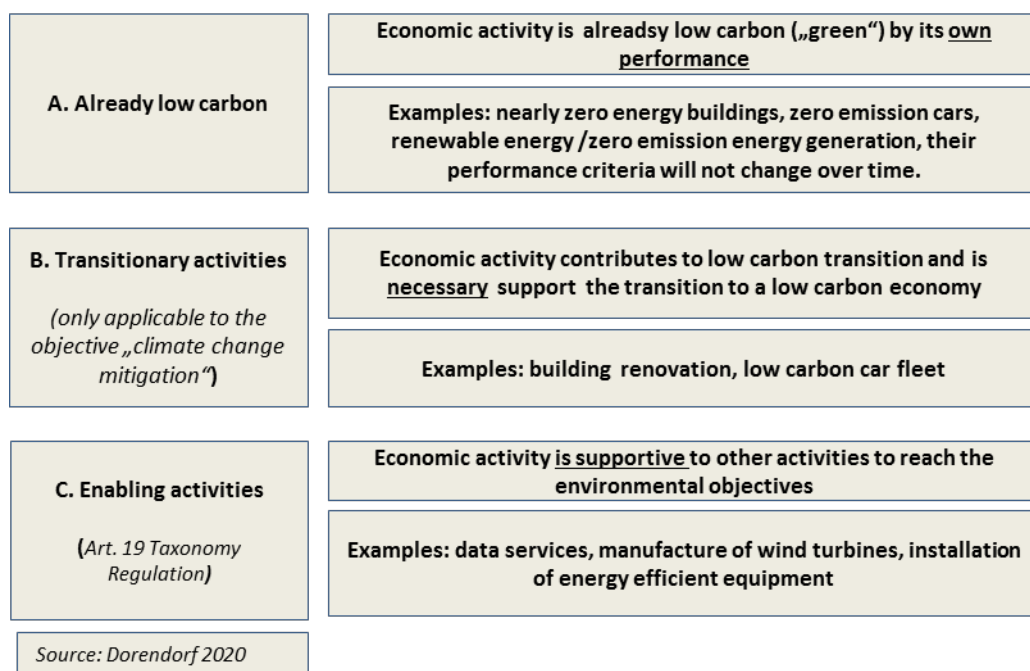 A. Already low carbon
Economic activity is alreadsy low carbon („green“) by its own
performance
Examples: nearly zero energy buildings, zero emission cars,
renewable energy /zero emission energy generation, their
performance criteria will not change over time.
B. Transitionary activities
(only applicable to the
objective „climate change
mitigation“)
Economic activity contributes to low carbon transition and is
necessary support the transition to a low carbon economy
Examples: building renovation, low carbon car fleet
C. Enabling activities
(Art. 19 Taxonomy
Regulation)
Economic activity is supportive to other activities to reach the
environmental objectives
Examples: data services, manufacture of wind turbines, installation
of energy efficient equipment
Source: Dorendorf 2020